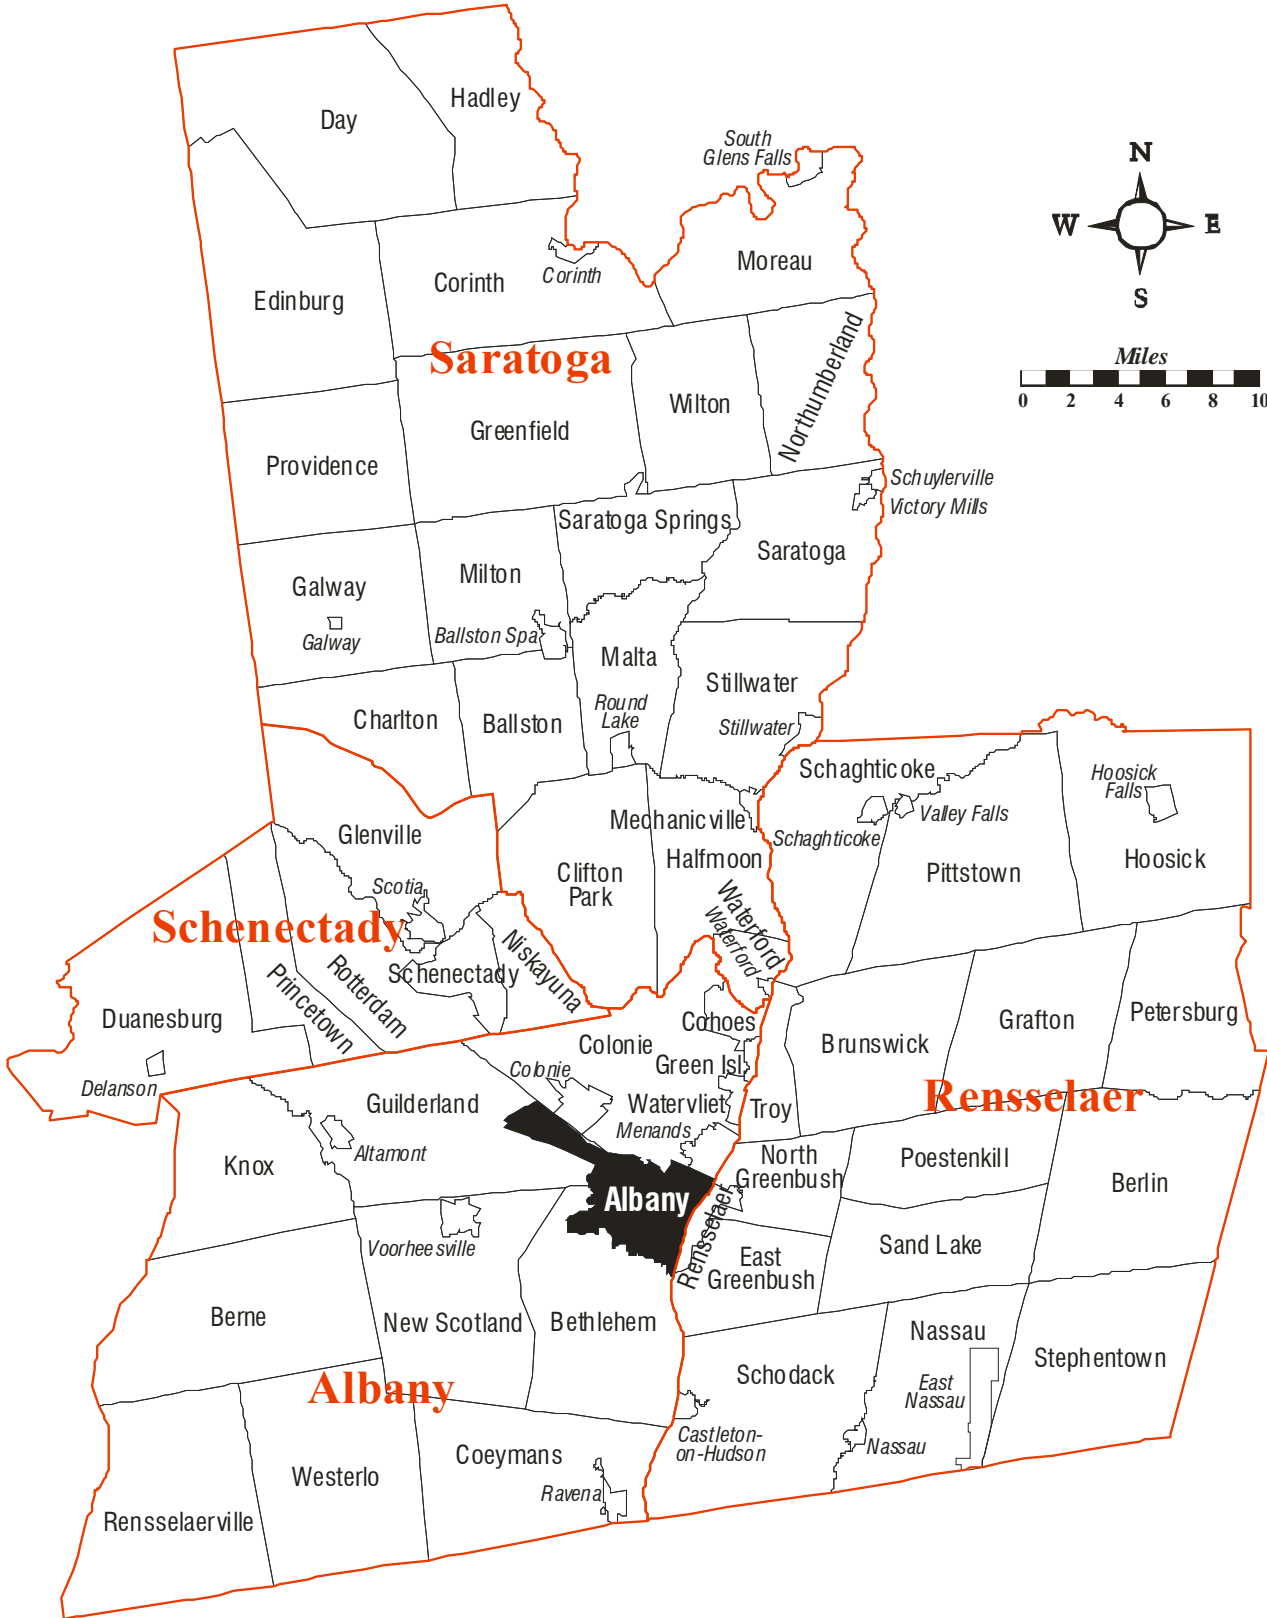 Day
Hadley
South
Glens Falls
N
W
E
S
Moreau
Corinth
Corinth
Edinburg
Saratoga
Northumberland
Miles
0 2 4 6 8 10
Wilton
Greenfield
Providence
Schuylerville
Victory Mills
Saratoga Springs
Saratoga
Milton
Galway
Galway
Ballston Spa
Malta
Stillwater
Round
Lake
Stillwater
Charlton
Ballston
Schaghticoke
Hoosick
Falls
Valley Falls
Schaghticoke
Mechanicville
Halfmoon
Hoosick
Pittstown
Glenville
Clifton
Park
Scotia
Waterford
Waterford
Schenectady
Niskayuna
Schenectady
Rotterdam
Princetown
Duanesburg
Delanson
Cohoes
Colonie
Green Isl.
Colonie
Brunswick
Grafton
Petersburg
Rensselaer
Watervliet
Troy
Menands
Guilderland
Altamont
Knox
North
Greenbush
Poestenkill
Berlin
Albany
Rensselaer
Voorheesville
Sand Lake
East
Greenbush
Berne
New Scotland
Bethlehem
Nassau
Stephentown
Schodack
East
Nassau
Albany
Castleton-
on-Hudson
Nassau
Coeymans
Westerlo
Ravena
Rensselaerville